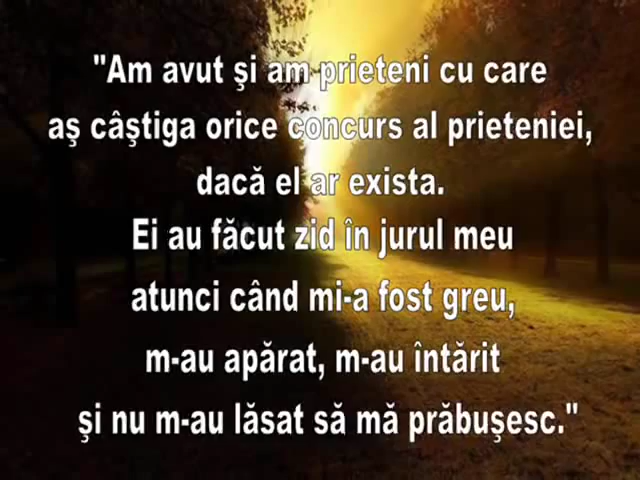 "Am avut şi am prieteni cu care
aş câştiga orice concurs al prieteniei,
dacă el ar exista.
Ei au făcut zid în jurul meu
atunci când mi-a fost greu,
m-au apărat, m-au întărit
şi nu m-au lăsat să mă prăbuşesc."